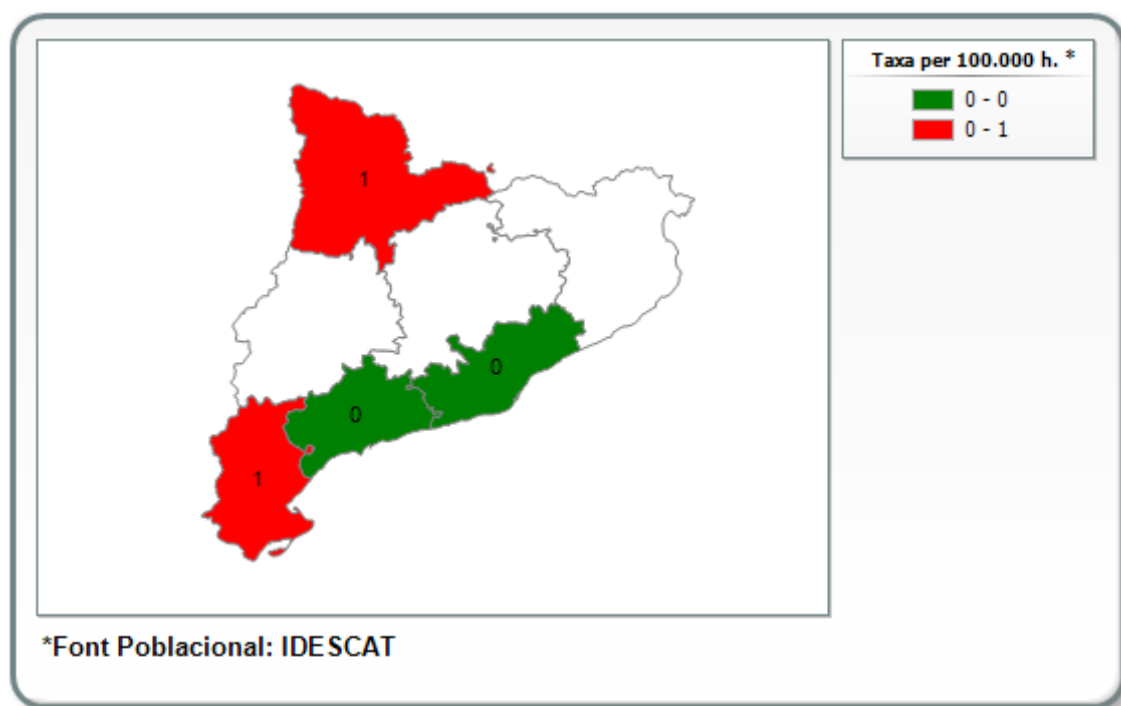 Taxa per 100.000 h. *
0 - 0
0 - 1
1
0
0
1
*Font Poblacional: IDESCAT